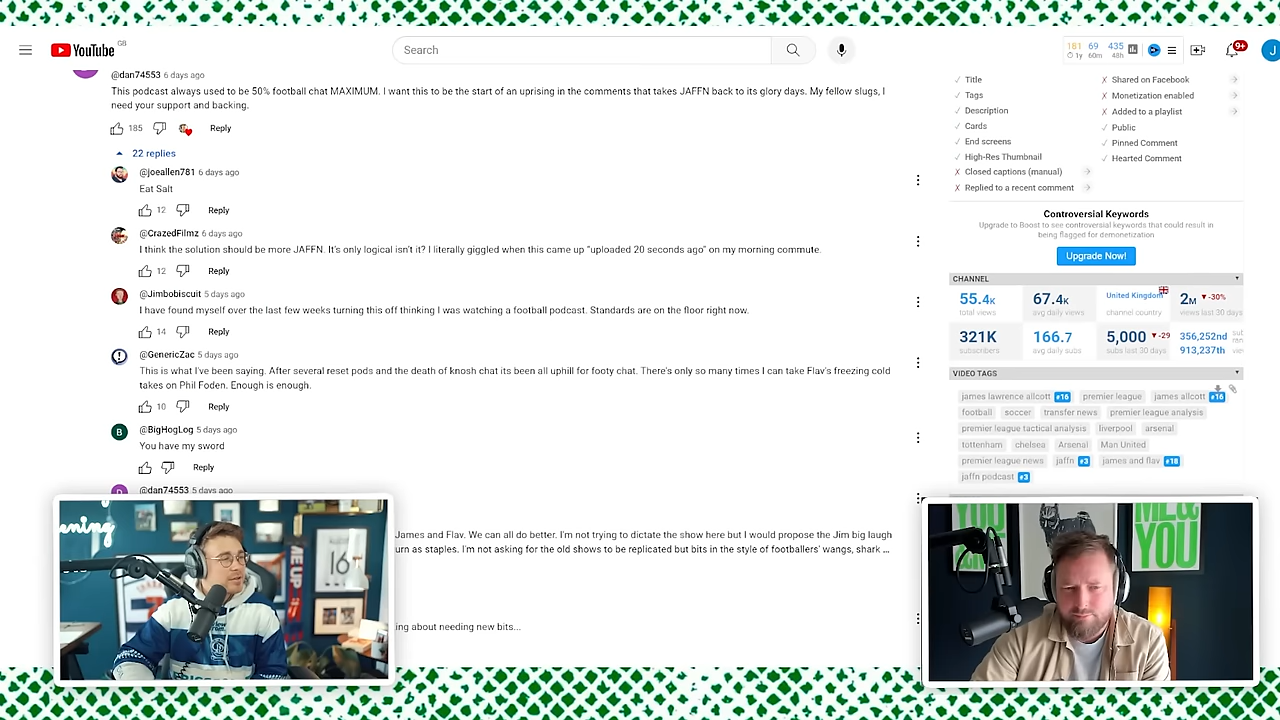 YouTube GB
Search
181 69 435
1y 60m 48h
9+
J
@dan74553 6 days ago
This podcast always used to be 50% football chat MAXIMUM. I want this to be the start of an uprising in the comments that takes JAFFN back to its glory days. My fellow slugs, I
need your support and backing.
185 Reply
22 replies
@joeallen781 6 days ago
Eat Salt
12 Reply
@CrazedFilmz 6 days ago
I think the solution should be more JAFFN. It's only logical isn't it? I literally giggled when this came up "uploaded 20 seconds ago" on my morning commute.
12 Reply
@Jimbobiscuit 5 days ago
I have found myself over the last few weeks turning this off thinking I was watching a football podcast. Standards are on the floor right now.
14 Reply
@GenericZac 5 days ago
This is what I've been saying. After several reset pods and the death of knosh chat its been all uphill for footy chat. There's only so many times I can take Flav's freezing cold
takes on Phil Foden. Enough is enough.
10 Reply
B
@BigHogLog 5 days ago
You have my sword
Reply
@dan74553 5 days ago
James and Flav. We can all do better. I'm not trying to dictate the show here but I would propose the Jim big laugh
urn as staples. I'm not asking for the old shows to be replicated but bits in the style of footballers' wangs, shark ...
ing about needing new bits...
Title
Tags
Description
Cards
End screens
High-Res Thumbnail
Closed captions (manual)
Replied to a recent comment
Shared on Facebook
Monetization enabled
Added to a playlist
Public
Pinned Comment
Hearted Comment
Controversial Keywords
Upgrade to Boost to see controversial keywords that could result in
being flagged for demonetization
Upgrade Now!
CHANNEL
55.4K 67.4K United Kingdom 2M -30%
total views avg daily views channel country views last 30 days
321K 166.7 5,000 -29 356,252nd
subscribers avg daily subs subs last 30 days 913,237th
VIDEO TAGS
james lawrence allcott #16 premier league james allcott #16
football soccer transfer news premier league analysis
premier league tactical analysis liverpool arsenal
tottenham chelsea Arsenal Man United
premier league news jaffn #3 james and flav #18
jaffn podcast #3
ening
16
ME&
YOU